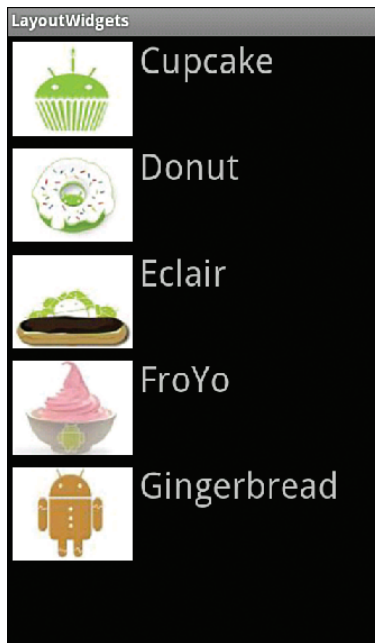 LayoutWidgets
Cupcake
Donut
Eclair
FroYo
Gingerbread